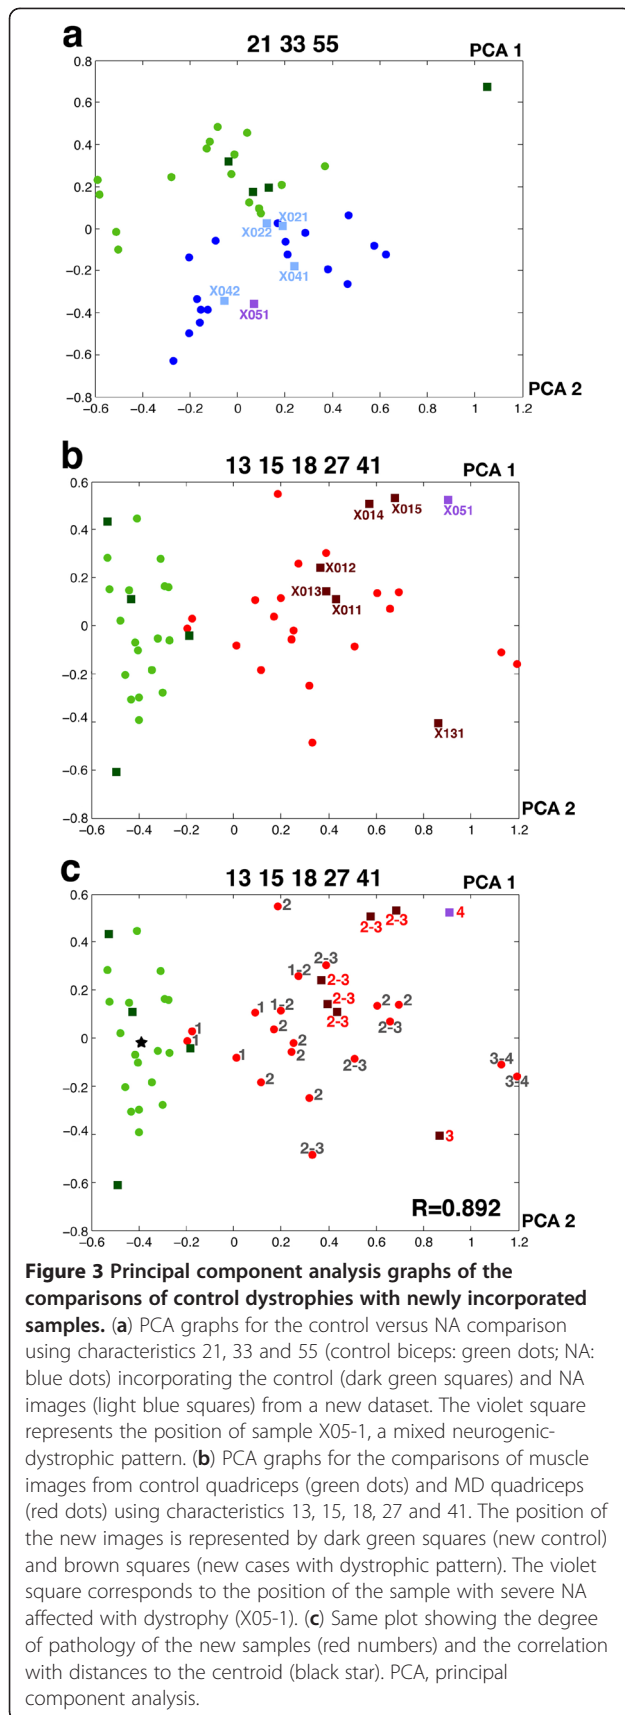 a
21 33 55
PCA 1
0.8
0.6
0.4
0.2
0
−0.2
−0.4
−0.6
−0.8
X021
X022
X041
X042
X051
−0.6 −0.4 −0.2 0 0.2 0.4 0.6 0.8 1 1.2
PCA 2
b
13 15 18 27 41
PCA 1
0.6
0.4
0.2
0
−0.2
−0.4
−0.6
−0.8
X014
X015
X051
X012
X013
X011
X131
−0.6 −0.4 −0.2 0 0.2 0.4 0.6 0.8 1 1.2
PCA 2
c
13 15 18 27 41
PCA 1
0.6
0.4
0.2
0
−0.2
−0.4
−0.6
−0.8
2
2-3
2-3
4
2-3
1-2
2-3
2-3
2-3
1
1-2
2
2
2-3
1
1
2
2
2
1
2-3
3-4
3-4
2
2
3
2-3
R=0.892
−0.6 −0.4 −0.2 0 0.2 0.4 0.6 0.8 1 1.2
PCA 2
Figure 3 Principal component analysis graphs of the
comparisons of control dystrophies with newly incorporated
samples. (a) PCA graphs for the control versus NA comparison
using characteristics 21, 33 and 55 (control biceps: green dots; NA:
blue dots) incorporating the control (dark green squares) and NA
images (light blue squares) from a new dataset. The violet square
represents the position of sample X05-1, a mixed neurogenic-
dystrophic pattern. (b) PCA graphs for the comparisons of muscle
images from control quadriceps (green dots) and MD quadriceps
(red dots) using characteristics 13, 15, 18, 27 and 41. The position of
the new images is represented by dark green squares (new control)
and brown squares (new cases with dystrophic pattern). The violet
square corresponds to the position of the sample with severe NA
affected with dystrophy (X05-1). (c) Same plot showing the degree
of pathology of the new samples (red numbers) and the correlation
with distances to the centroid (black star). PCA, principal
component analysis.